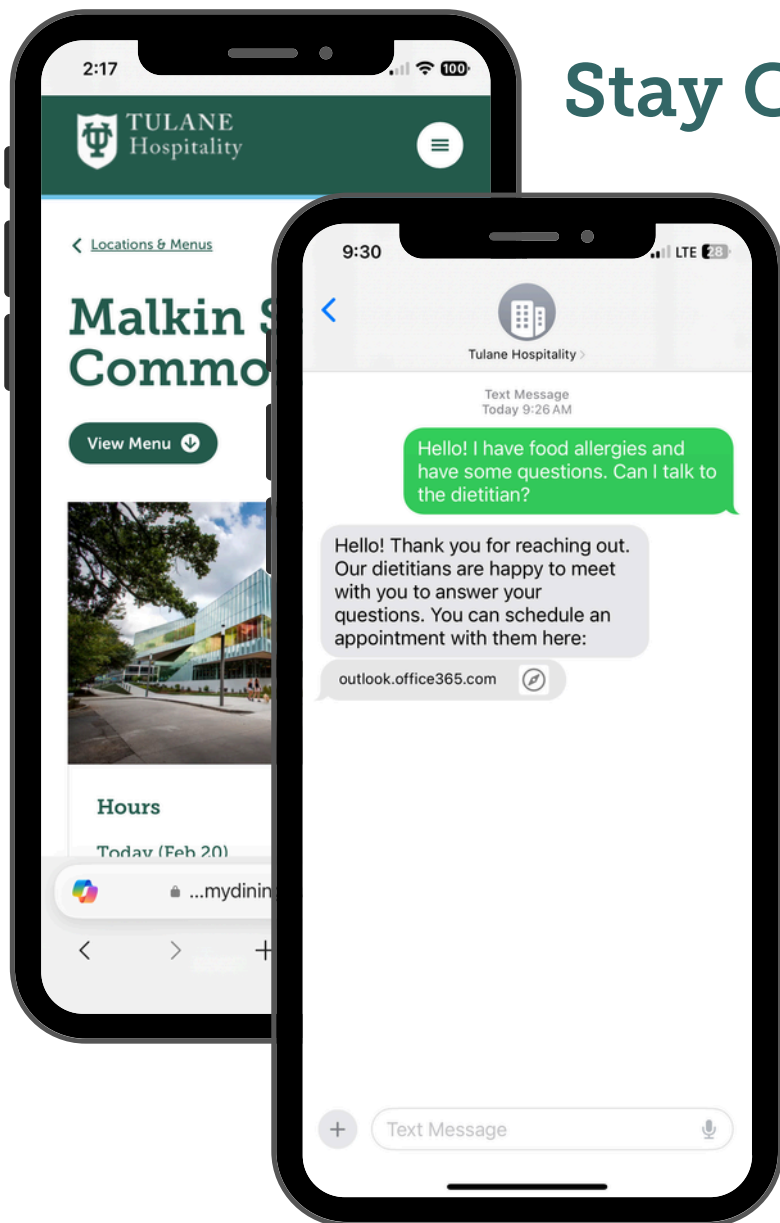 Stay C
2:17
100
TULANE
Hospitality
Locations & Menus
Malkin S
Commo
View Menu
Hours
Today (Feb 20)
...mydinin
9:30
LTE 28
Tulane Hospitality
Text Message
Today 9:26 AM
Hello! I have food allergies and
have some questions. Can I talk to
the dietitian?
Hello! Thank you for reaching out.
Our dietitians are happy to meet
with you to answer your
questions. You can schedule an
appointment with them here:
outlook.office365.com
Text Message